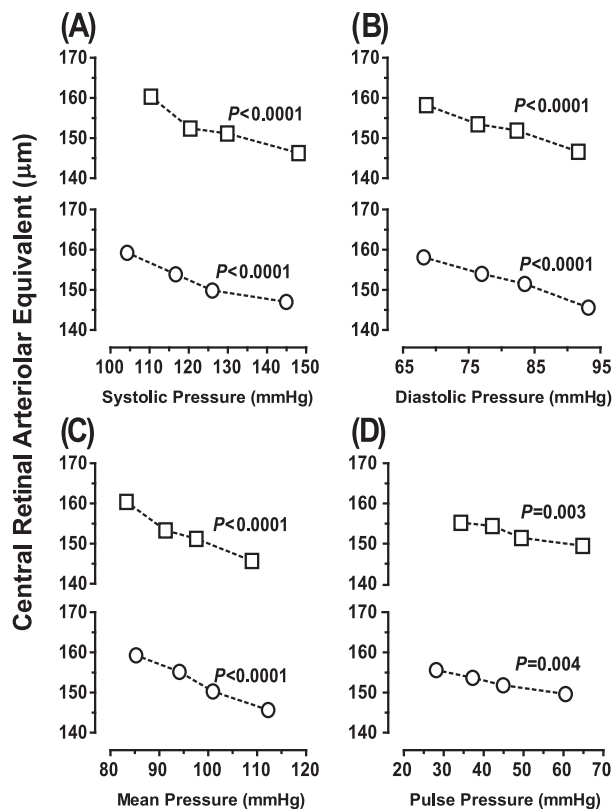 Central Retinal Arteriolar Equivalent (μm)
(A)
170
160
150
140
P<0.0001
170
160
150
140
P<0.0001
100 110 120 130 140 150
Systolic Pressure (mmHg)
(B)
170
160
150
140
P<0.0001
170
160
150
140
P<0.0001
65 75 85 95
Diastolic Pressure (mmHg)
(C)
170
160
150
140
P<0.0001
170
160
150
140
P<0.0001
80 90 100 110 120
Mean Pressure (mmHg)
(D)
170
160
150
140
P=0.003
170
160
150
140
P=0.004
20 30 40 50 60 70
Pulse Pressure (mmHg)